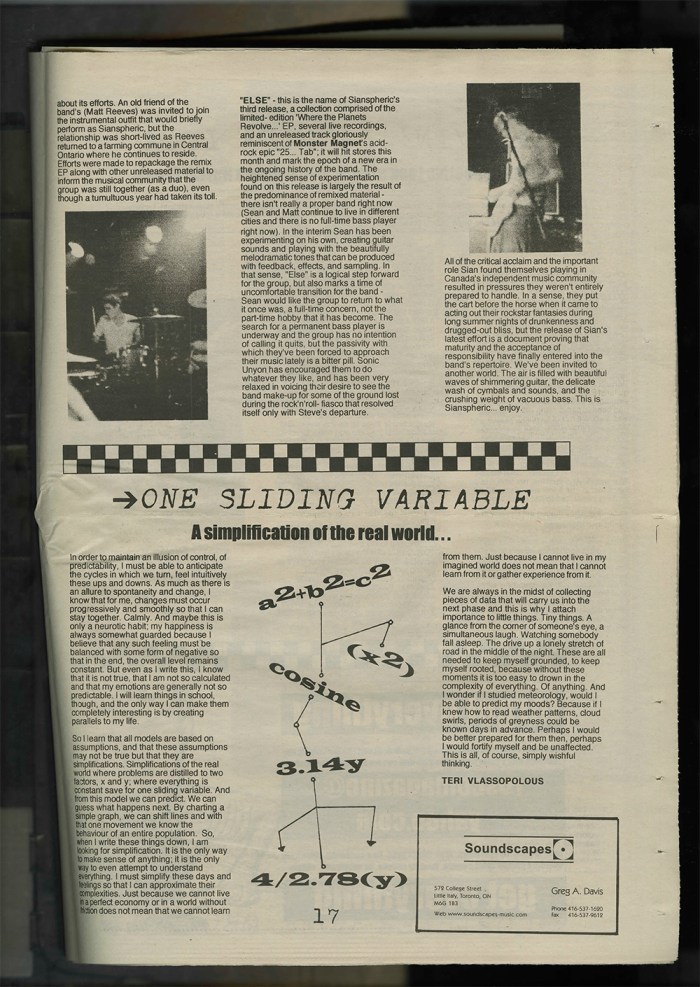 about its efforts. An old friend of the
band's (Matt Reeves) was invited to join
the instrumental outfit that would briefly
perform as Sianspheric, but the
relationship was short-lived as Reeves
returned to a farming commune in Central
Ontario where he continues to reside.
Efforts were made to repackage the remix
EP along with other unreleased material to
inform the musical community that the
group was still together (as a duo), even
though a tumultuous year had taken its toll.
"ELSE" - this is the name of Sianspheric's
third release, a collection comprised of the
limited- edition 'Where the Planets
Revolve...' EP, several live recordings,
and an unreleased track gloriously
reminiscent of Monster Magnet's acid-
rock epic "25... Tab"; it will hit stores this
month and mark the epoch of a new era in
the ongoing history of the band. The
heightened sense of experimentation
found on this release is largely the result of
the predominance of remixed material -
there isn't really a proper band right now
(Sean and Matt continue to live in different
cities and there is no full-time bass player
right now). In the interim Sean has been
experimenting on his own, creating guitar
sounds and playing with the beautifully
melodramatic tones that can be produced
with feedback, effects, and sampling. In
that sense, "Else" is a logical step forward
for the group, but also marks a time of
uncomfortable transition for the band -
Sean would like the group to return to what
it once was, a full-time concern, not the
part-time hobby that it has become. The
search for a permanent bass player is
underway and the group has no intention
of calling it quits, but the passivity with
which they've been forced to approach
their music lately is a bitter pill. Sonic
Unyon has encouraged them to do
whatever they like, and has been very
relaxed in voicing their desire to see the
band make-up for some of the ground lost
during the rock'n'roll- fiasco that resolved
itself only with Steve's departure.
All of the critical acclaim and the important
role Sian found themselves playing in
Canada's independent music community
resulted in pressures they weren't entirely
prepared to handle. In a sense, they put
the cart before the horse when it came to
acting out their rockstar fantasies during
long summer nights of drunkenness and
drugged-out bliss, but the release of Sian's
latest effort is a document proving that
maturity and the acceptance of
responsibility have finally entered into the
band's repertoire. We've been invited to
another world. The air is filled with beautiful
waves of shimmering guitar, the delicate
wash of cymbals and sounds, and the
crushing weight of vacuous bass. This is
Sianspheric... enjoy.
→ONE SLIDING VARIABLE
A simplification of the real world...
In order to maintain an illusion of control, of
predictability, I must be able to anticipate
the cycles in which we turn, feel intuitively
these ups and downs. As much as there is
an allure to spontaneity and change, I
know that for me, changes must occur
progressively and smoothly so that I can
stay together. Calmly. And maybe this is
only a neurotic habit; my happiness is
always somewhat guarded because I
believe that any such feeling must be
balanced with some form of negative so
that in the end, the overall level remains
constant. But even as I write this, I know
that it is not true, that I am not so calculated
and that my emotions are generally not so
predictable. I will learn things in school,
though, and the only way I can make them
completely interesting is by creating
parallels to my life.
So I learn that all models are based on
assumptions, and that these assumptions
may not be true but that they are
simplifications. Simplifications of the real
world where problems are distilled to two
factors, x and y; where everything is
constant save for one sliding variable. And
from this model we can predict. We can
guess what happens next. By charting a
simple graph, we can shift lines and with
that one movement we know the
behaviour of an entire population. So,
when I write these things down, I am
looking for simplification. It is the only way
to make sense of anything; it is the only
way to even attempt to understand
everything. I must simplify these days and
feelings so that I can approximate their
complexities. Just because we cannot live
in a perfect economy or in a world without
friction does not mean that we cannot learn
a2+b2=c2
(x2)
cosine
3.14y
4/2.78(y)
from them. Just because I cannot live in my
imagined world does not mean that I cannot
learn from it or gather experience from it.
We are always in the midst of collecting
pieces of data that will carry us into the
next phase and this is why I attach
importance to little things. Tiny things. A
glance from the corner of someone's eye, a
simultaneous laugh. Watching somebody
fall asleep. The drive up a lonely stretch of
road in the middle of the night. These are all
needed to keep myself grounded, to keep
myself rooted, because without these
moments it is too easy to drown in the
complexity of everything. Of anything. And
I wonder if I studied meteorology, would I
be able to predict my moods? Because if I
knew how to read weather patterns, cloud
swirls, periods of greyness could be
known days in advance. Perhaps I would
be better prepared for them then, perhaps
I would fortify myself and be unaffected.
This is all, of course, simply wishful
thinking.
TERI VLASSOPOLOUS
Soundscapes
572 College Street
Little Italy, Toronto, ON
M6G 1B3
Web www.soundscapes-music.com
Greg A. Davis
Phone 416-537-1620
Fax 416-537-9618
17